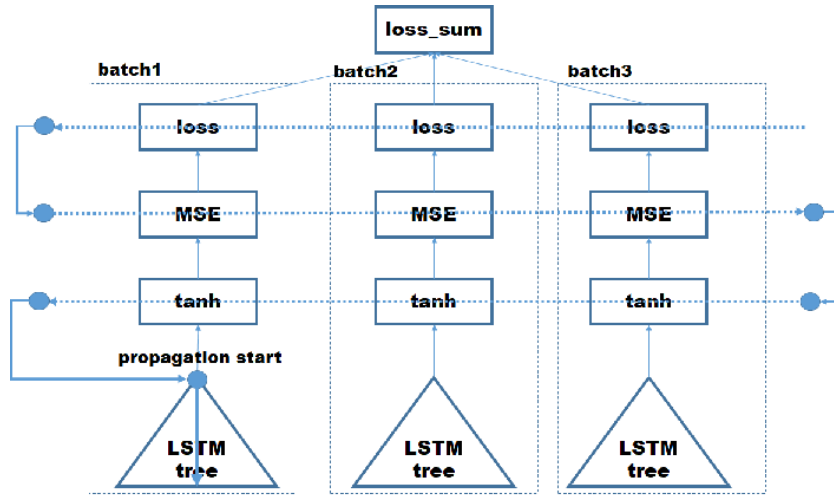 loss_sum
batch1
batch2
batch3
loss
loss
loss
MSE
MSE
MSE
tanh
tanh
tanh
propagation start
LSTM
tree
LSTM
tree
LSTM
tree